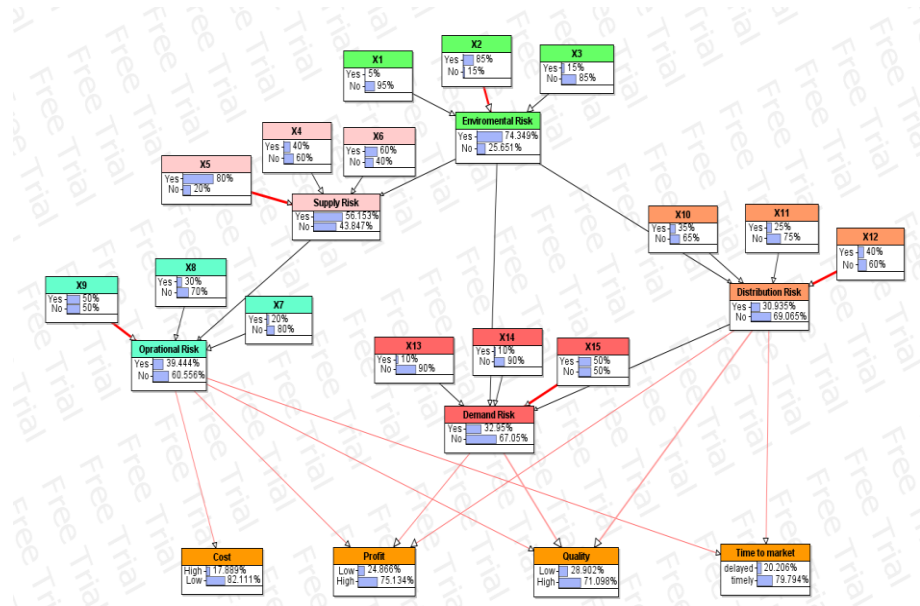 X1
Yes 5%
No 95%
X2
Yes 85%
No 15%
X3
Yes 15%
No 85%
Enviromental Risk
Yes 74.349%
No 25.651%
X4
Yes 40%
No 60%
X6
Yes 60%
No 40%
X5
Yes 80%
No 20%
Supply Risk
Yes 56.153%
No 43.847%
X10
Yes 35%
No 65%
X11
Yes 25%
No 75%
X12
Yes 40%
No 60%
Distribution Risk
Yes 30.935%
No 69.065%
X9
Yes 50%
No 50%
X8
Yes 30%
No 70%
X7
Yes 20%
No 80%
Oprational Risk
Yes 39.444%
No 60.556%
X13
Yes 10%
No 90%
X14
Yes 10%
No 90%
X15
Yes 50%
No 50%
Demand Risk
Yes 32.95%
No 67.05%
Cost
High 17.889%
Low 82.111%
Profit
Low 24.866%
High 75.134%
Quality
Low 28.902%
High 71.098%
Time to market
delayed 20.206%
timely 79.794%
Free Trial